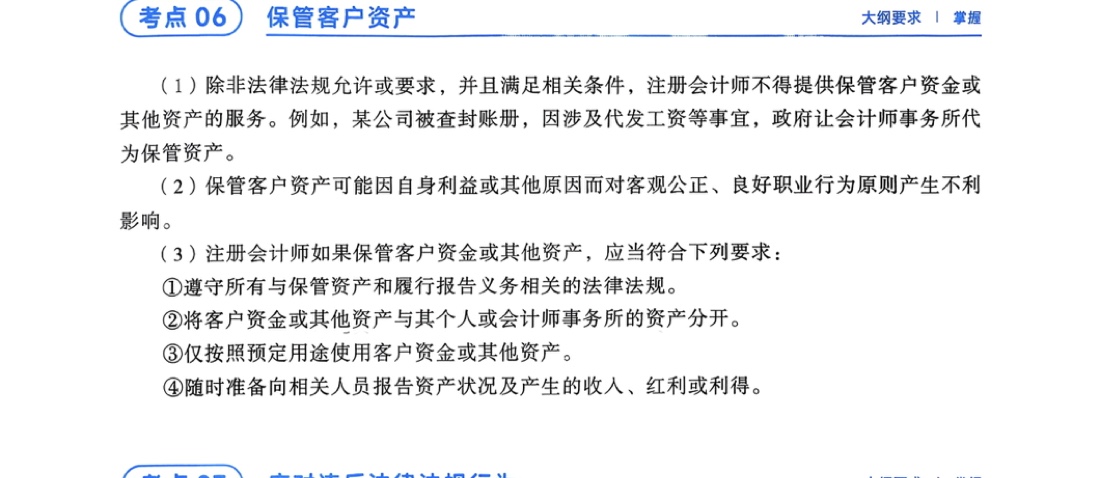 考点 06 保管客户资产 大纲要求 | 掌握
（1）除非法律法规允许或要求，并且满足相关条件，注册会计师不得提供保管客户资金或
其他资产的服务。例如，某公司被查封账册，因涉及代发工资等事宜，政府让会计师事务所代
为保管资产。
（2）保管客户资产可能因自身利益或其他原因而对客观公正、良好职业行为原则产生不利
影响。
（3）注册会计师如果保管客户资金或其他资产，应当符合下列要求：
①遵守所有与保管资产和履行报告义务相关的法律法规。
②将客户资金或其他资产与其个人或会计师事务所的资产分开。
③仅按照预定用途使用客户资金或其他资产。
④随时准备向相关人员报告资产状况及产生的收入、红利或利得。